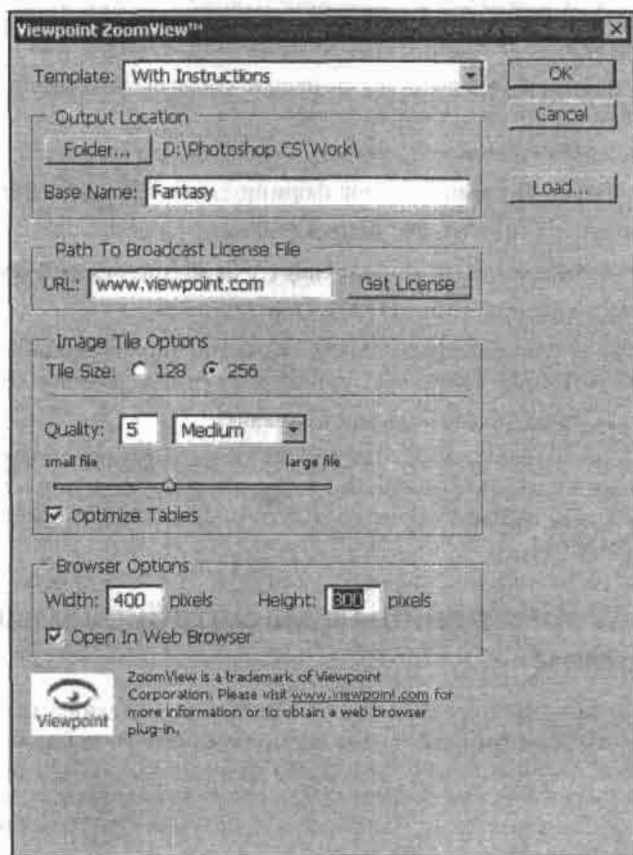 Viewpoint ZoomView™
Template: With Instructions
OK
Output Location
Cancel
Folder... D:\Photoshop CS\Work\
Base Name: Fantasy
Load...
Path To Broadcast License File
URL: www.viewpoint.com Get License
Image Tile Options
Tile Size: 128 256
Quality: 5 Medium
small file large file
Optimize Tables
Browser Options
Width: 400 pixels Height: 300 pixels
Open In Web Browser
ZoomView is a trademark of Viewpoint
Corporation. Please visit www.viewpoint.com for
more information or to obtain a web browser
plug-in.
Viewpoint